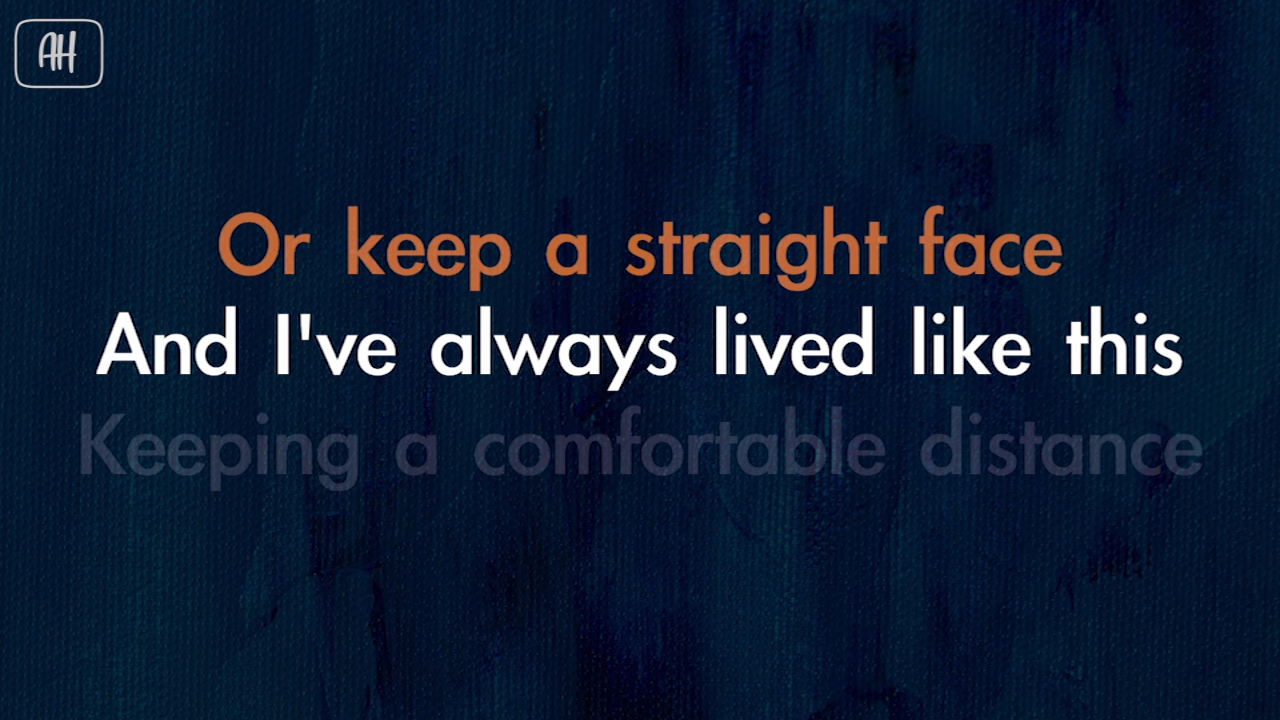 AH
Or keep a straight face
And I've always lived like this
Keeping a comfortable distance